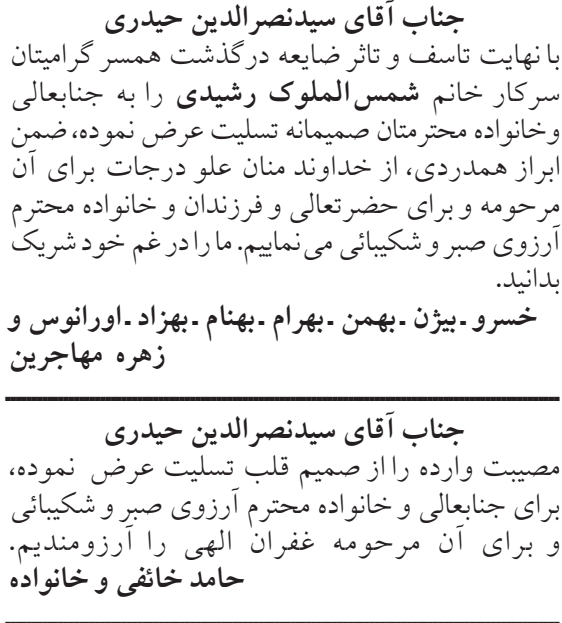 جناب آقای سیدنصرالدین حیدری
با نهایت تاسف و تاثر ضایعه درگذشت همسر گرامیتان
سرکار خانم شمس‌الملوک رشیدی را به جنابعالی
وخانواده محترمتان صمیمانه تسلیت عرض نموده، ضمن
ابراز همدردی، از خداوند منان علو درجات برای آن
مرحومه و برای حضرتعالی و فرزندان و خانواده محترم
آرزوی صبر و شکیبائی می‌نماییم. ما را در غم خود شریک
بدانید.
خسرو ـ بیژن ـ بهمن ـ بهرام ـ بهنام ـ بهزاد ـ اورانوس و
زهره مهاجرین
جناب آقای سیدنصرالدین حیدری
مصیبت وارده را از صمیم قلب تسلیت عرض نموده،
برای جنابعالی و خانواده محترم آرزوی صبر و شکیبائی
و برای آن مرحومه غفران الهی را آرزومندیم.
حامد خائفی و خانواده